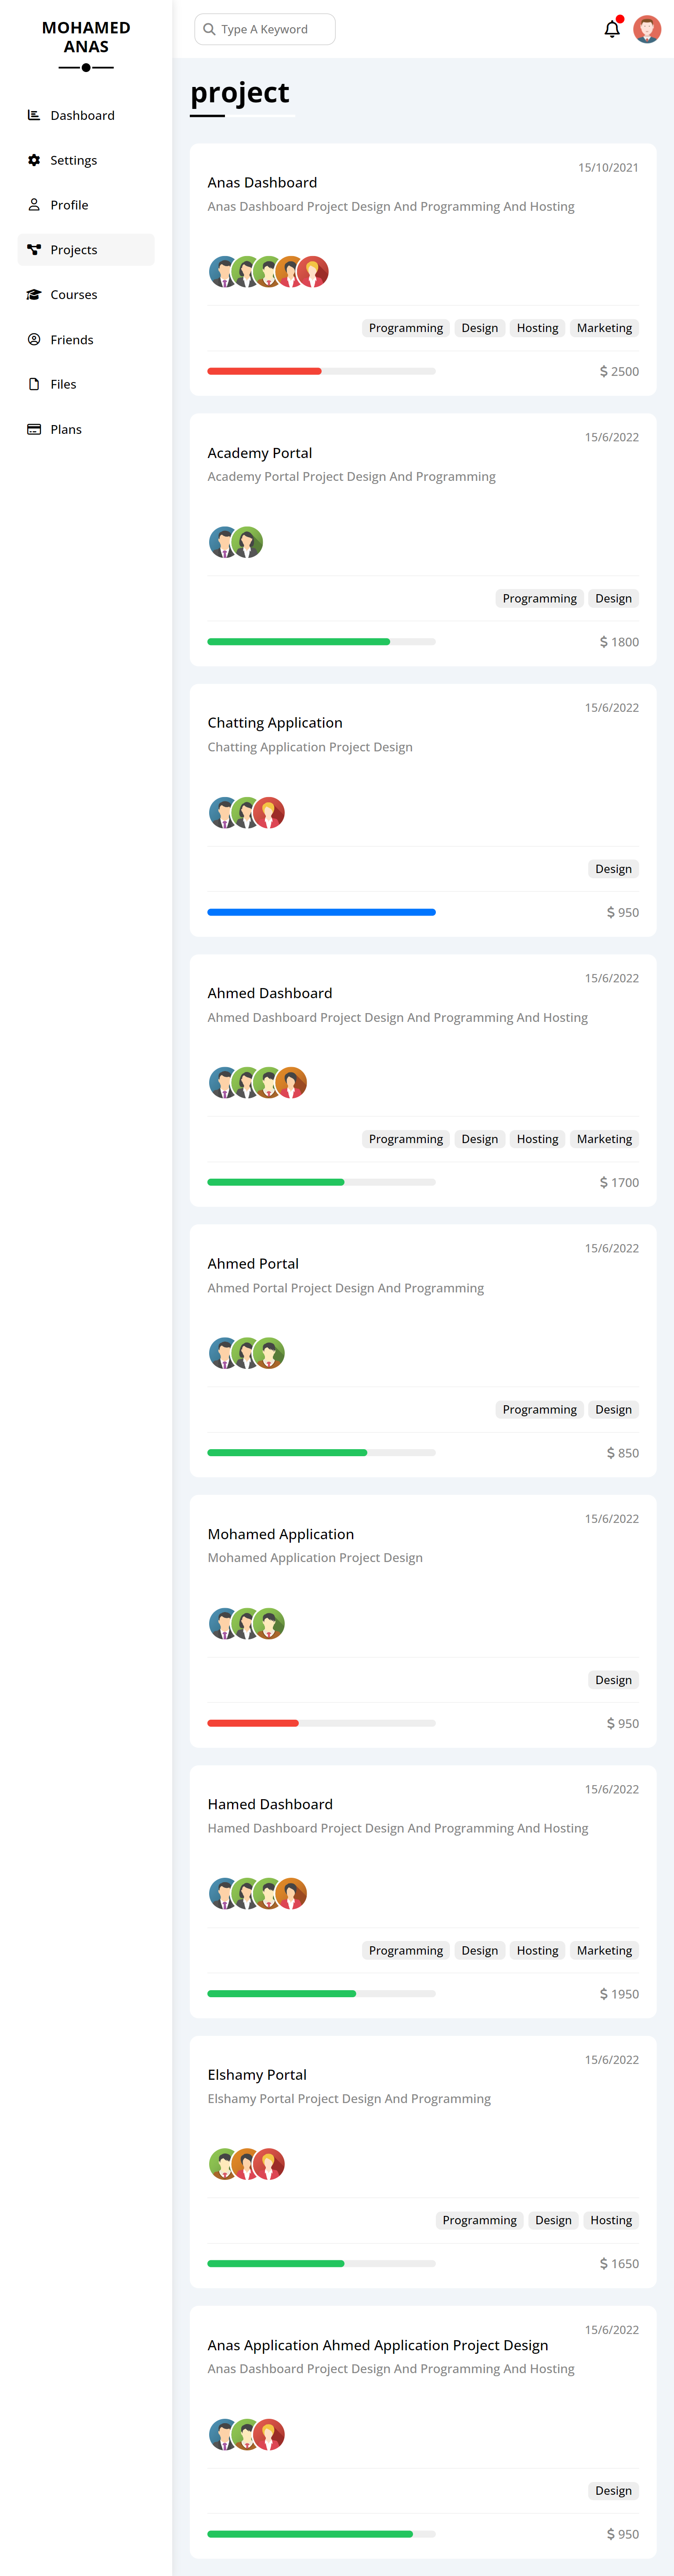 MOHAMED
ANAS
Dashboard
Settings
Profile
Projects
Courses
Friends
Files
Plans
Type A Keyword
project
15/10/2021
Anas Dashboard
Anas Dashboard Project Design And Programming And Hosting
Programming Design Hosting Marketing
$ 2500
15/6/2022
Academy Portal
Academy Portal Project Design And Programming
Programming Design
$ 1800
15/6/2022
Chatting Application
Chatting Application Project Design
Design
$ 950
15/6/2022
Ahmed Dashboard
Ahmed Dashboard Project Design And Programming And Hosting
Programming Design Hosting Marketing
$ 1700
15/6/2022
Ahmed Portal
Ahmed Portal Project Design And Programming
Programming Design
$ 850
15/6/2022
Mohamed Application
Mohamed Application Project Design
Design
$ 950
15/6/2022
Hamed Dashboard
Hamed Dashboard Project Design And Programming And Hosting
Programming Design Hosting Marketing
$ 1950
15/6/2022
Elshamy Portal
Elshamy Portal Project Design And Programming
Programming Design Hosting
$ 1650
15/6/2022
Anas Application Ahmed Application Project Design
Anas Dashboard Project Design And Programming And Hosting
Design
$ 950